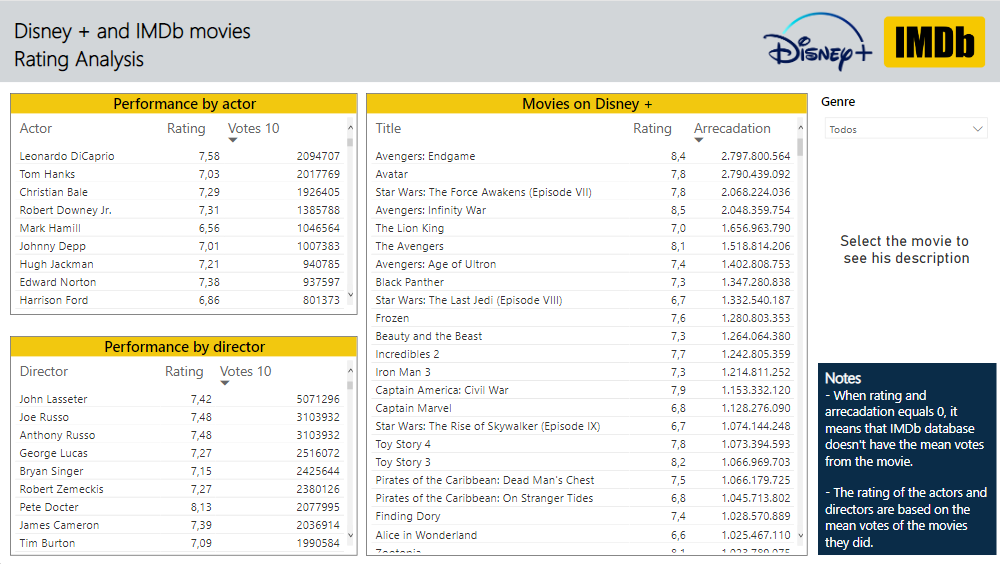 Disney + and IMDb movies
Rating Analysis
Disney+
IMDb
Performance by actor
Actor Rating Votes 10
Leonardo DiCaprio 7,58 2094707
Tom Hanks 7,03 2017769
Christian Bale 7,29 1926405
Robert Downey Jr. 7,31 1385788
Mark Hamill 6,56 1046564
Johnny Depp 7,01 1007383
Hugh Jackman 7,21 940785
Edward Norton 7,38 937597
Harrison Ford 6,86 801373
Performance by director
Director Rating Votes 10
John Lasseter 7,42 5071296
Joe Russo 7,48 3103932
Anthony Russo 7,48 3103932
George Lucas 7,27 2516072
Bryan Singer 7,15 2425644
Robert Zemeckis 7,27 2380126
Pete Docter 8,13 2077995
James Cameron 7,39 2036914
Tim Burton 7,09 1990584
Movies on Disney +
Title Rating Arrecadation
Avengers: Endgame 8,4 2.797.800.564
Avatar 7,8 2.790.439.092
Star Wars: The Force Awakens (Episode VII) 7,8 2.068.224.036
Avengers: Infinity War 8,5 2.048.359.754
The Lion King 7,0 1.656.963.790
The Avengers 8,1 1.518.814.206
Avengers: Age of Ultron 7,4 1.402.808.753
Black Panther 7,3 1.347.280.838
Star Wars: The Last Jedi (Episode VIII) 6,7 1.332.540.187
Frozen 7,6 1.280.803.353
Beauty and the Beast 7,3 1.264.064.380
Incredibles 2 7,7 1.242.805.359
Iron Man 3 7,3 1.214.811.252
Captain America: Civil War 7,9 1.153.332.120
Captain Marvel 6,8 1.128.276.090
Star Wars: The Rise of Skywalker (Episode IX) 6,7 1.074.144.248
Toy Story 4 7,8 1.073.394.593
Toy Story 3 8,2 1.066.969.703
Pirates of the Caribbean: Dead Man's Chest 7,5 1.066.179.725
Pirates of the Caribbean: On Stranger Tides 6,8 1.045.713.802
Finding Dory 7,4 1.028.570.889
Alice in Wonderland 6,6 1.025.467.110
Genre
Todos
Select the movie to
see his description
Notes
- When rating and
arrecadation equals 0, it
means that IMDb database
doesn't have the mean votes
from the movie.
- The rating of the actors and
directors are based on the
mean votes of the movies
they did.